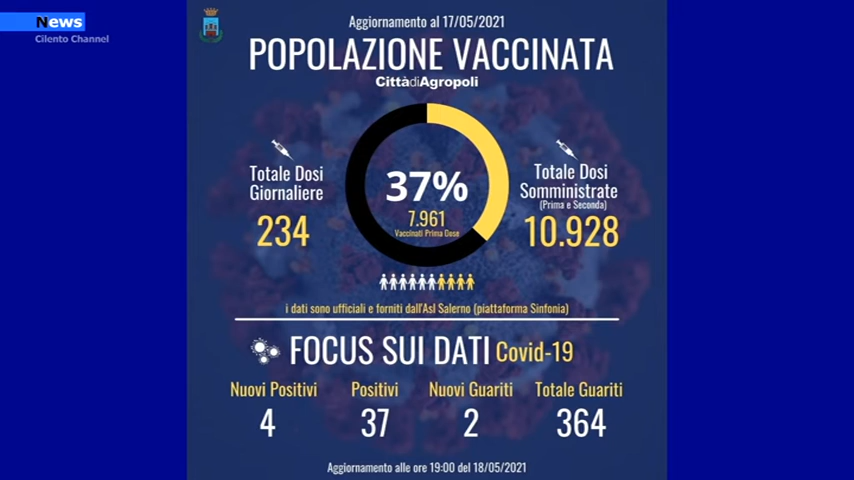 News
Cilento Channel
Aggiornamento al 17/05/2021
POPOLAZIONE VACCINATA
CittàdiAgropoli
Totale Dosi
Giornaliere
234
37%
7.961
Vaccinati Prima Dose
Totale Dosi
Somministrate
(Prima e Seconda)
10.928
i dati sono ufficiali e forniti dall'Asl Salerno (piattaforma Sinfonia)
FOCUS SUI DATI Covid-19
Nuovi Positivi Positivi Nuovi Guariti Totale Guariti
4 37 2 364
Aggiornamento alle ore 19:00 del 18/05/2021